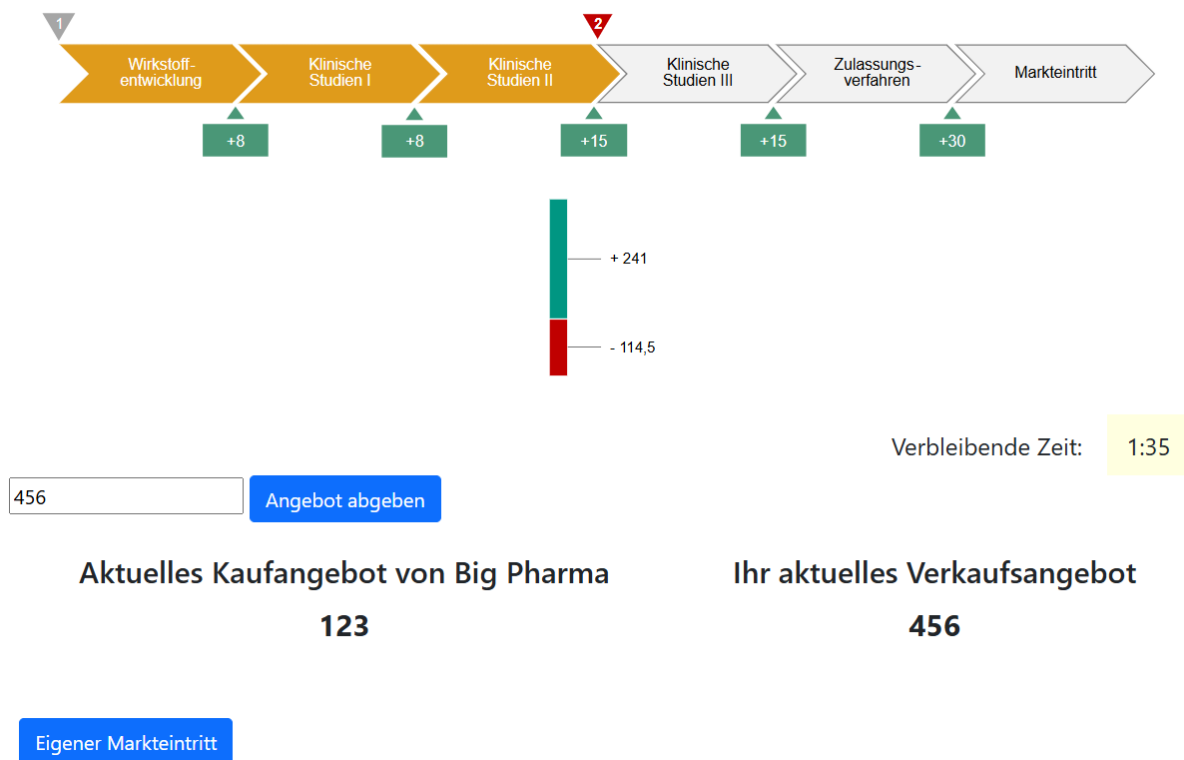 1
2
Wirkstoff-
entwicklung
Klinische
Studien I
Klinische
Studien II
Klinische
Studien III
Zulassungs-
verfahren
Markteintritt
+8
+8
+15
+15
+30
+ 241
- 114,5
Verbleibende Zeit: 1:35
456
Angebot abgeben
Aktuelles Kaufangebot von Big Pharma
123
Ihr aktuelles Verkaufsangebot
456
Eigener Markteintritt